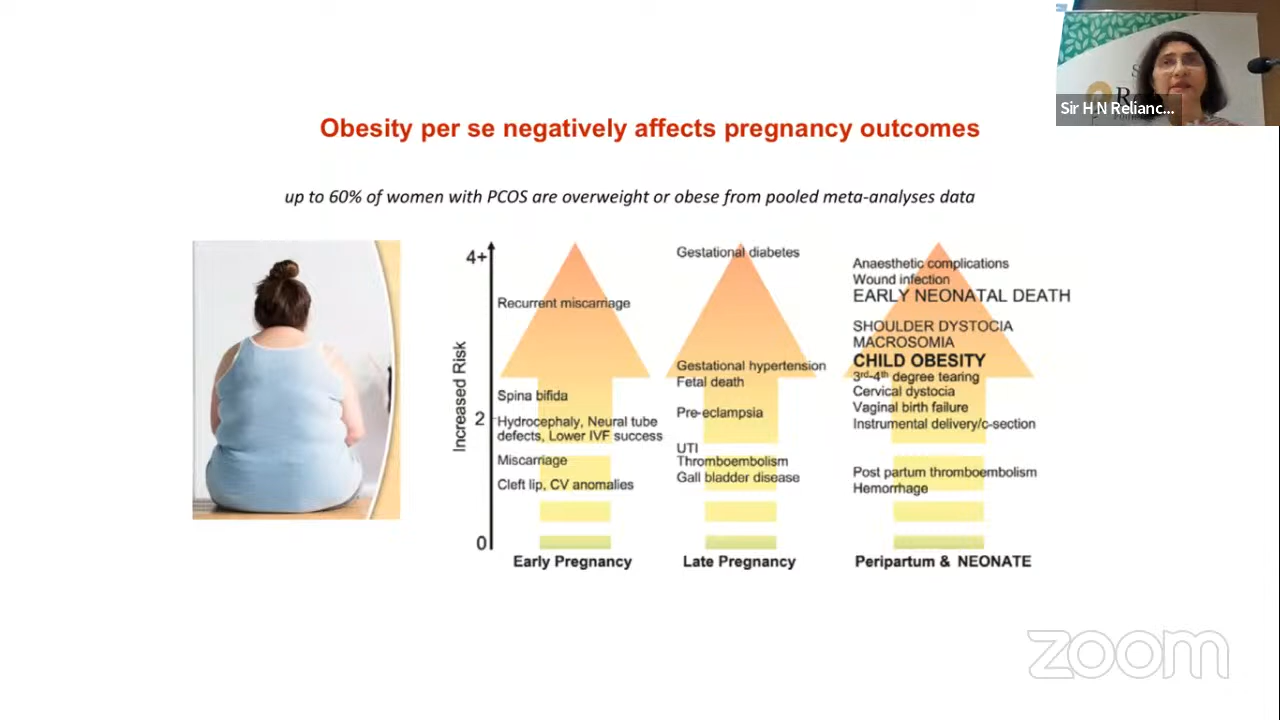 Sir H N Relianc...
Obesity per se negatively affects pregnancy outcomes
up to 60% of women with PCOS are overweight or obese from pooled meta-analyses data
4+
2
0
Increased Risk
Recurrent miscarriage
Spina bifida
Hydrocephaly, Neural tube
defects, Lower IVF success
Miscarriage
Cleft lip, CV anomalies
Early Pregnancy
Gestational diabetes
Gestational hypertension
Fetal death
Pre-eclampsia
UTI
Thromboembolism
Gall bladder disease
Late Pregnancy
Anaesthetic complications
Wound infection
EARLY NEONATAL DEATH
SHOULDER DYSTOCIA
MACROSOMIA
CHILD OBESITY
3rd-4th degree tearing
Cervical dystocia
Vaginal birth failure
Instrumental delivery/c-section
Post partum thromboembolism
Hemorrhage
Peripartum & NEONATE
zoom